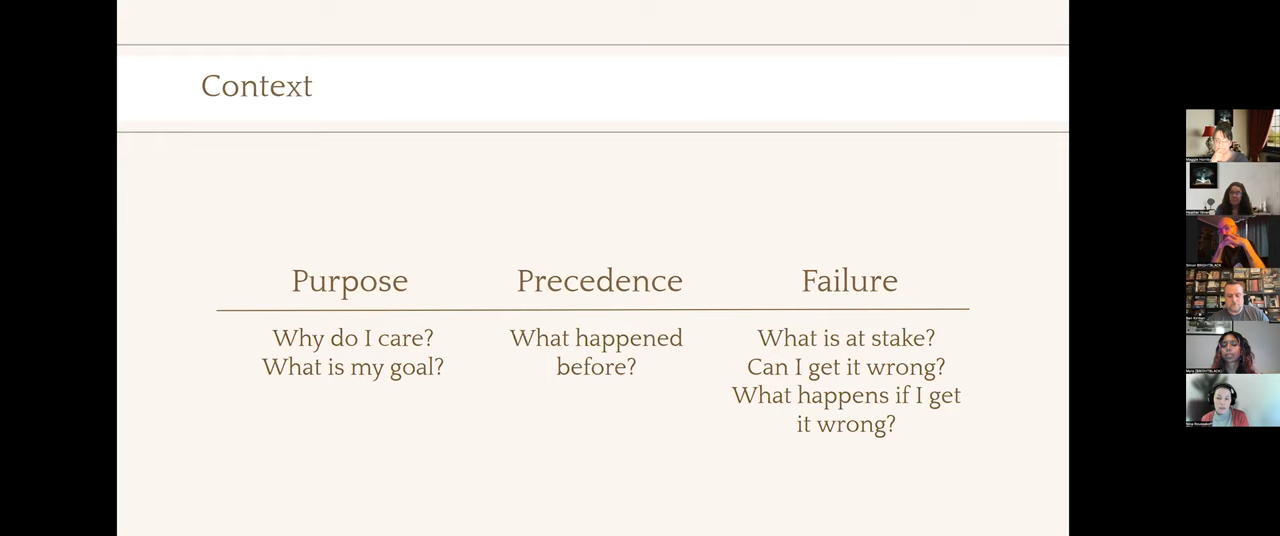 Context
Purpose
Precedence
Failure
Why do I care?
What is my goal?
What happened
before?
What is at stake?
Can I get it wrong?
What happens if I get
it wrong?